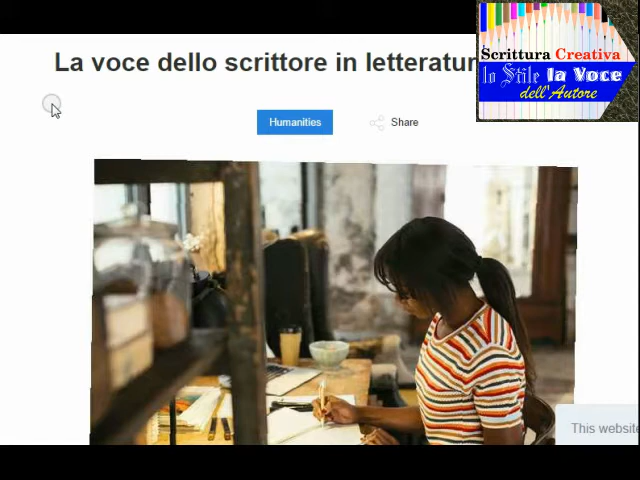 La voce dello scrittore in letteratur
Scrittura Creativa
lo Stile la Voce
dell'Autore
Humanities
Share
This website